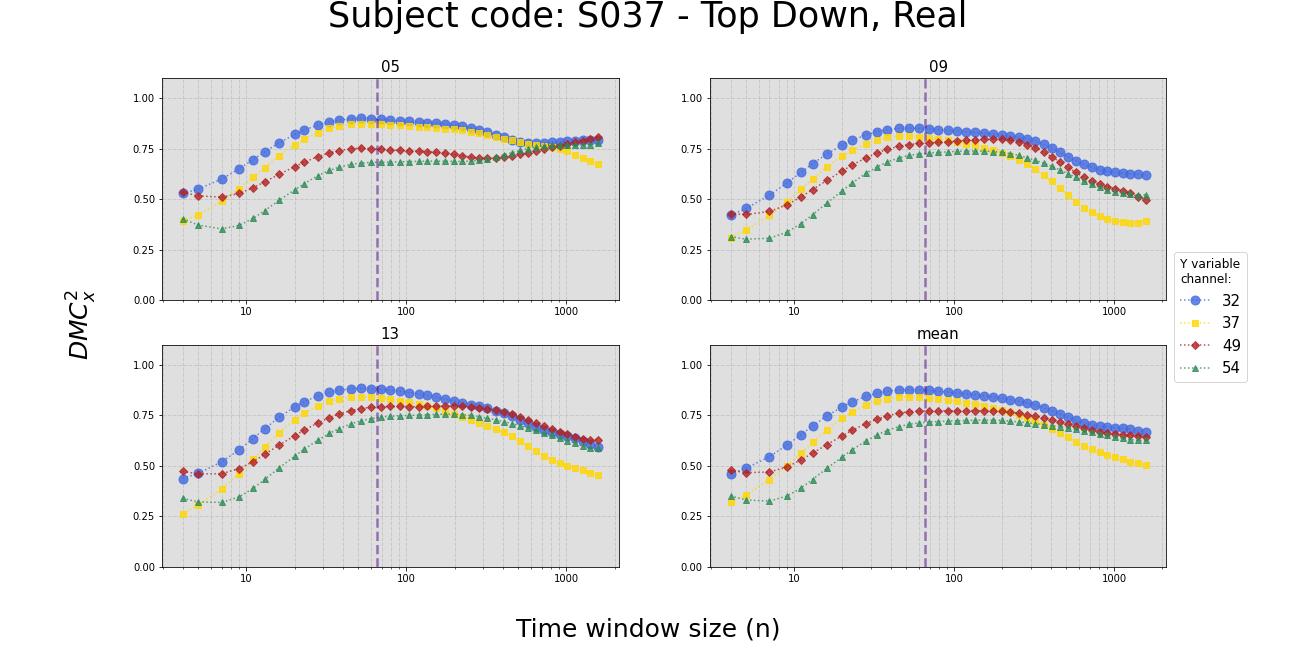 Subject code: S037 - Top Down, Real
05
1.00
0.75
0.50
0.25
0.00
10 100 1000
09
1.00
0.75
0.50
0.25
0.00
10 100 1000
13
1.00
0.75
0.50
0.25
0.00
10 100 1000
mean
1.00
0.75
0.50
0.25
0.00
10 100 1000
DMC²ₓ
Time window size (n)
Y variable
channel:
32
37
49
54